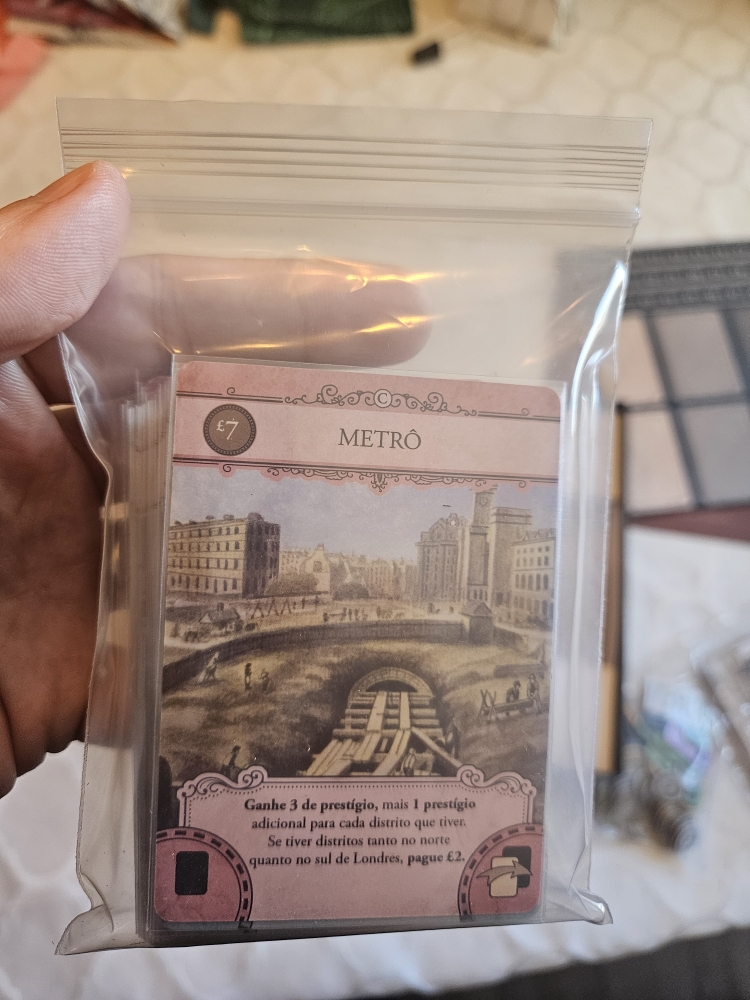 C
£7
METRÔ
Ganhe 3 de prestígio, mais 1 prestígio
adicional para cada distrito que tiver.
Se tiver distritos tanto no norte
quanto no sul de Londres, pague £2.